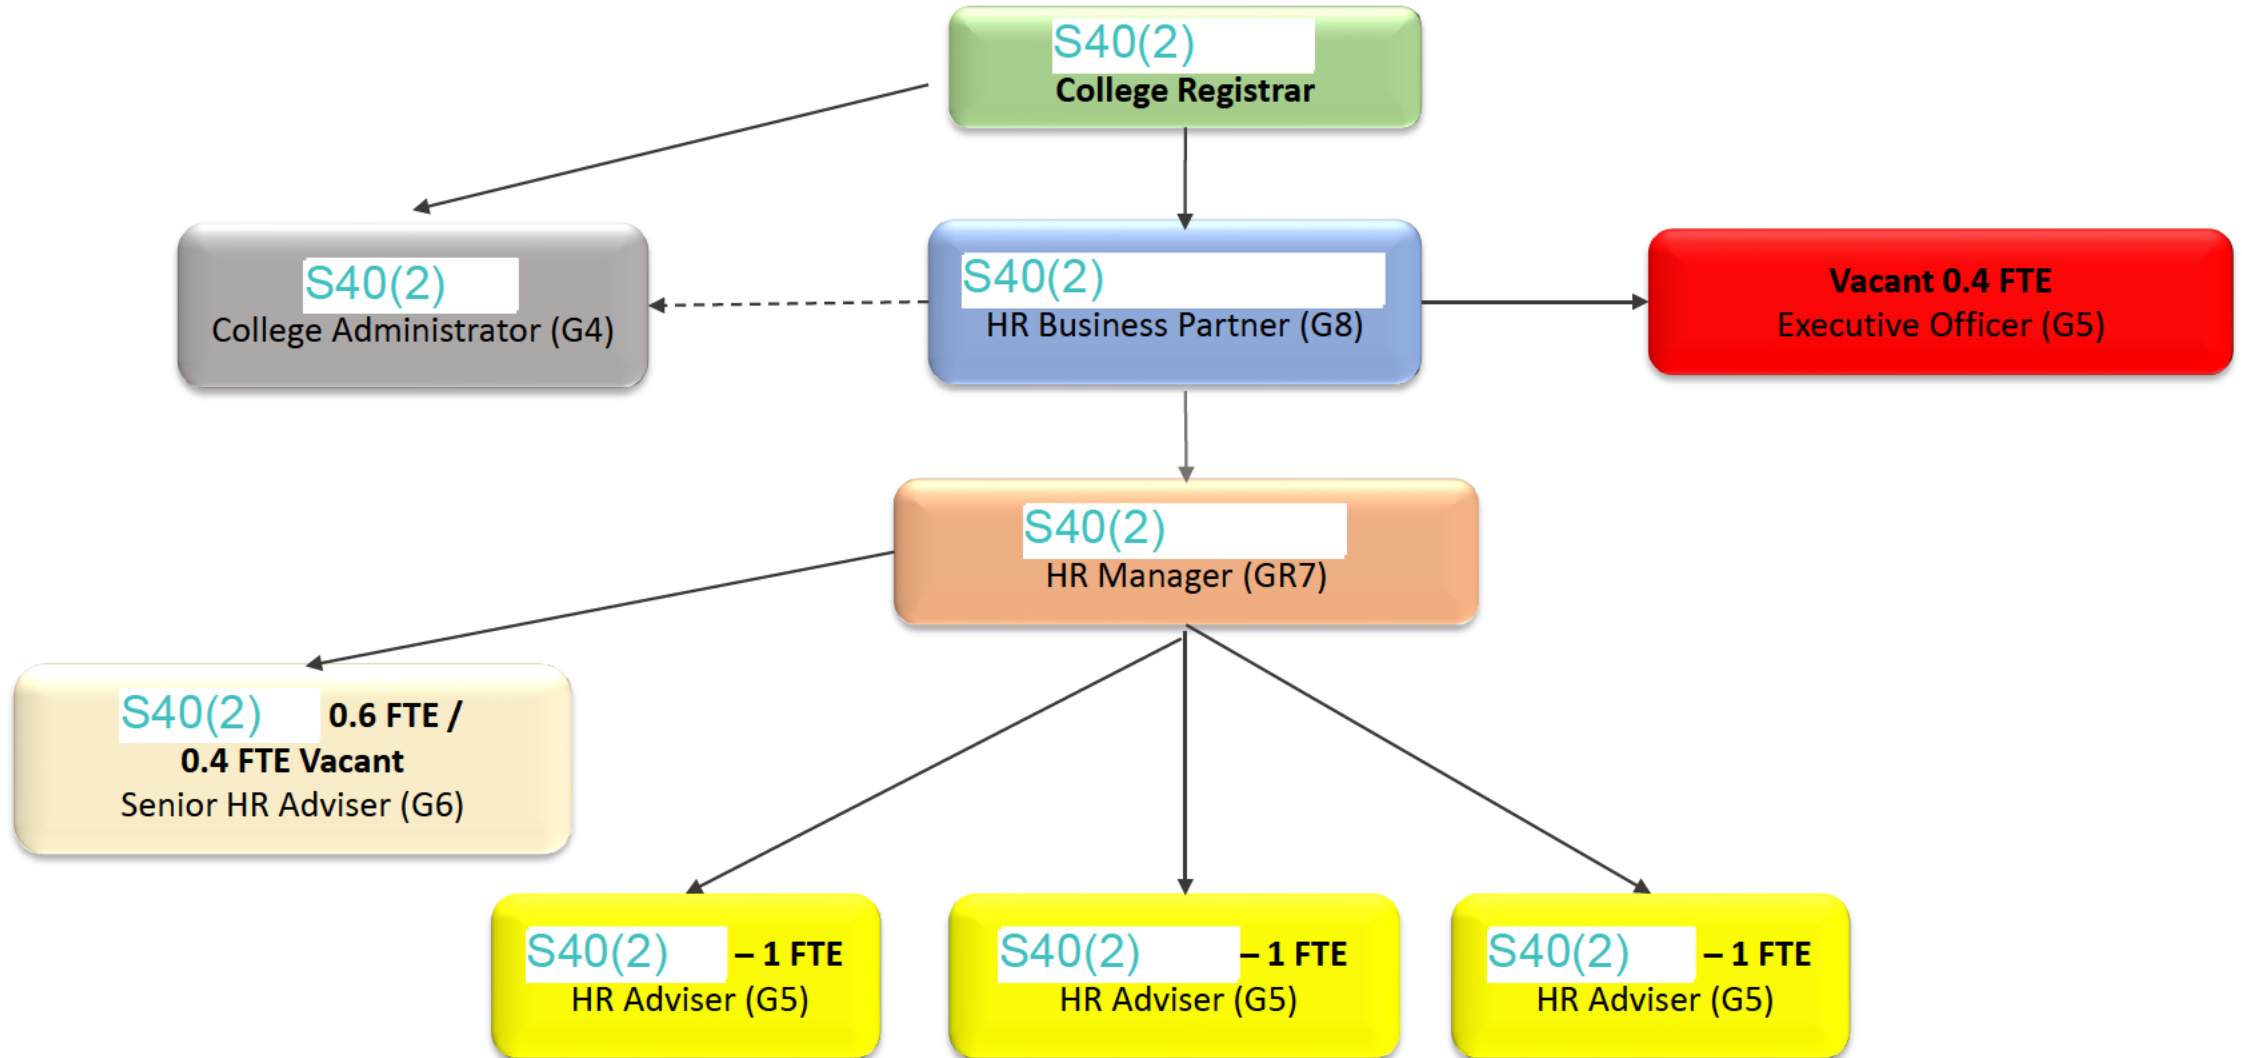 S40(2)
College Registrar
S40(2)
College Administrator (G4)
S40(2)
HR Business Partner (G8)
Vacant 0.4 FTE
Executive Officer (G5)
S40(2)
HR Manager (GR7)
S40(2) 0.6 FTE /
0.4 FTE Vacant
Senior HR Adviser (G6)
S40(2) – 1 FTE
HR Adviser (G5)
S40(2) – 1 FTE
HR Adviser (G5)
S40(2) – 1 FTE
HR Adviser (G5)